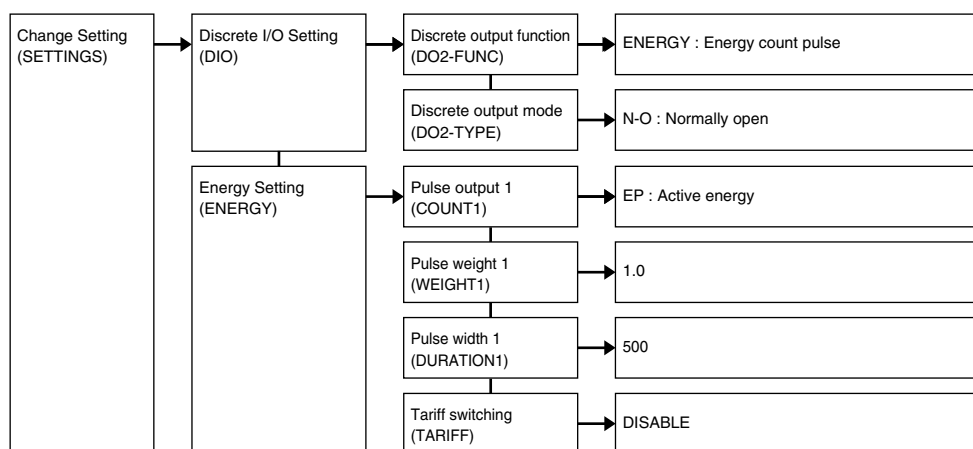 Change Setting
(SETTINGS)
Discrete I/O Setting
(DIO)
Discrete output function
(DO2-FUNC)
ENERGY : Energy count pulse
Discrete output mode
(DO2-TYPE)
N-O : Normally open
Energy Setting
(ENERGY)
Pulse output 1
(COUNT1)
EP : Active energy
Pulse weight 1
(WEIGHT1)
1.0
Pulse width 1
(DURATION1)
500
Tariff switching
(TARIFF)
DISABLE